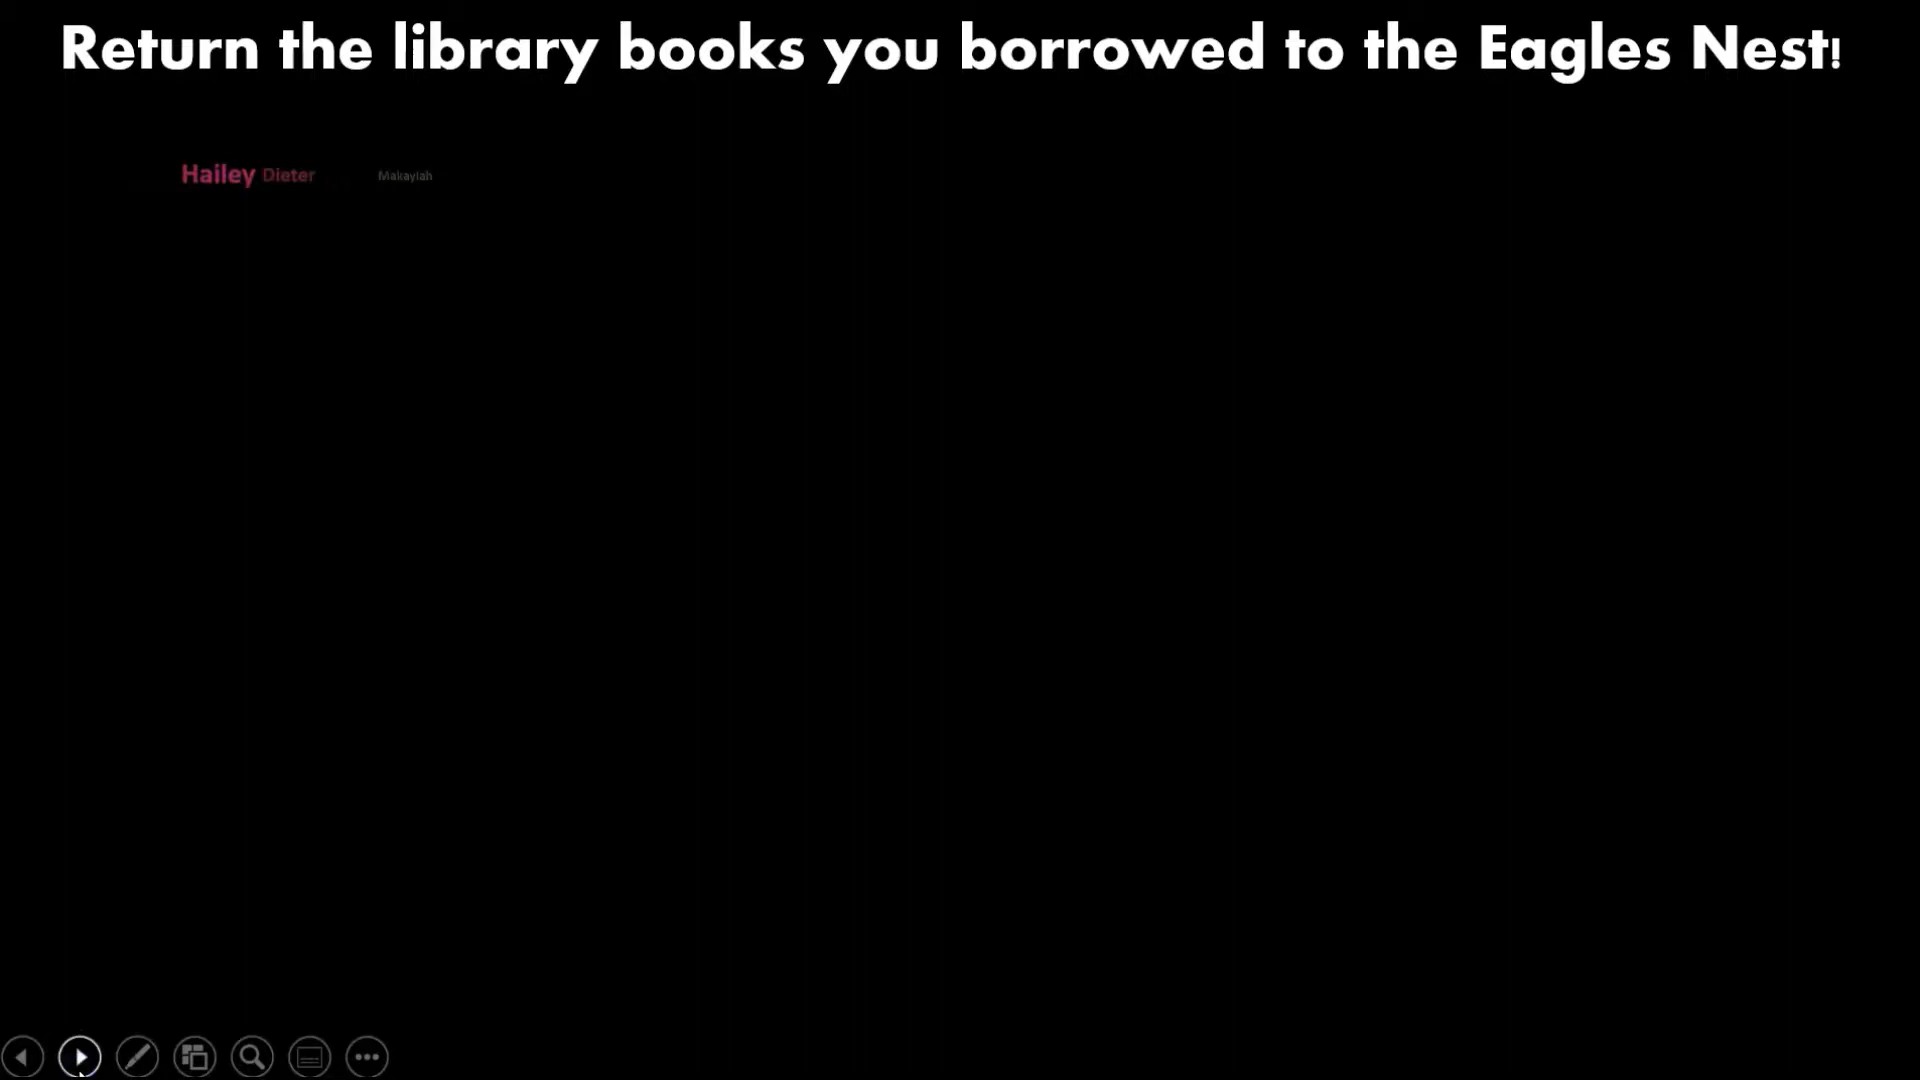 Return the library books you borrowed to the Eagles Nest!
Hailey Dieter Makaylah